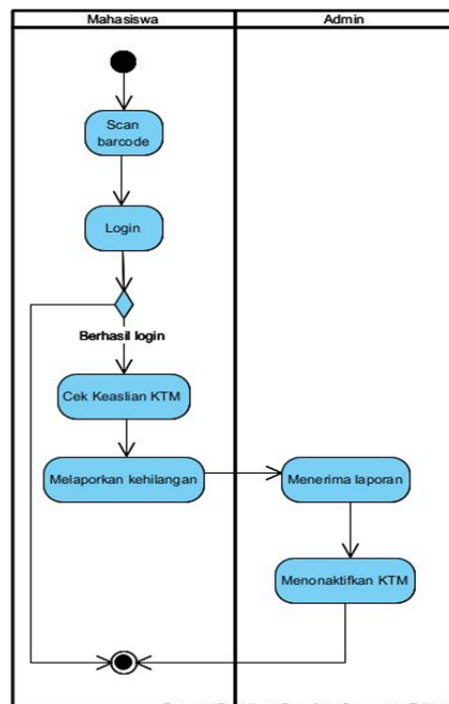 Mahasiswa
Admin
Scan
barcode
Login
Berhasil login
Cek Keaslian KTM
Melaporkan kehilangan
Menerima laporan
Menonaktifkan KTM